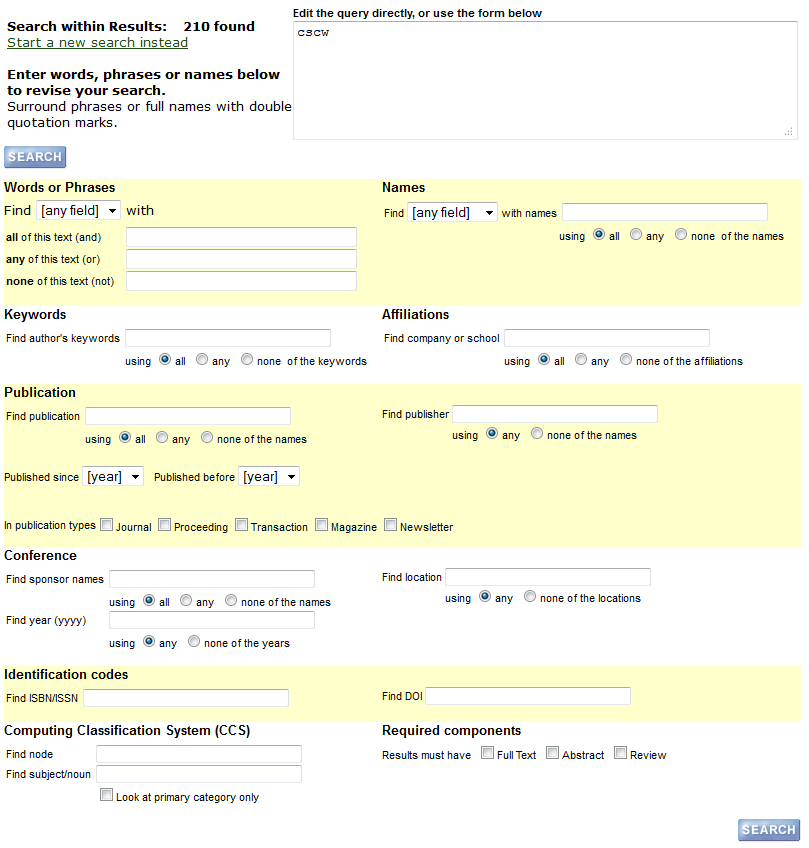 Edit the query directly, or use the form below
Search within Results: 210 found
cscw
Start a new search instead
Enter words, phrases or names below
to revise your search.
Surround phrases or full names with double
quotation marks.
SEARCH
Words or Phrases
Find [any field] with
all of this text (and)
any of this text (or)
none of this text (not)
Names
Find [any field] with names
using all any none of the names
Keywords
Find author's keywords
using all any none of the keywords
Affiliations
Find company or school
using all any none of the affiliations
Publication
Find publication
using all any none of the names
Find publisher
using any none of the names
Published since [year] Published before [year]
In publication types Journal Proceeding Transaction Magazine Newsletter
Conference
Find sponsor names
using all any none of the names
Find location
using any none of the locations
Find year (yyyy)
using any none of the years
Identification codes
Find ISBN/ISSN
Find DOI
Computing Classification System (CCS)
Find node
Find subject/noun
Look at primary category only
Required components
Results must have Full Text Abstract Review
SEARCH